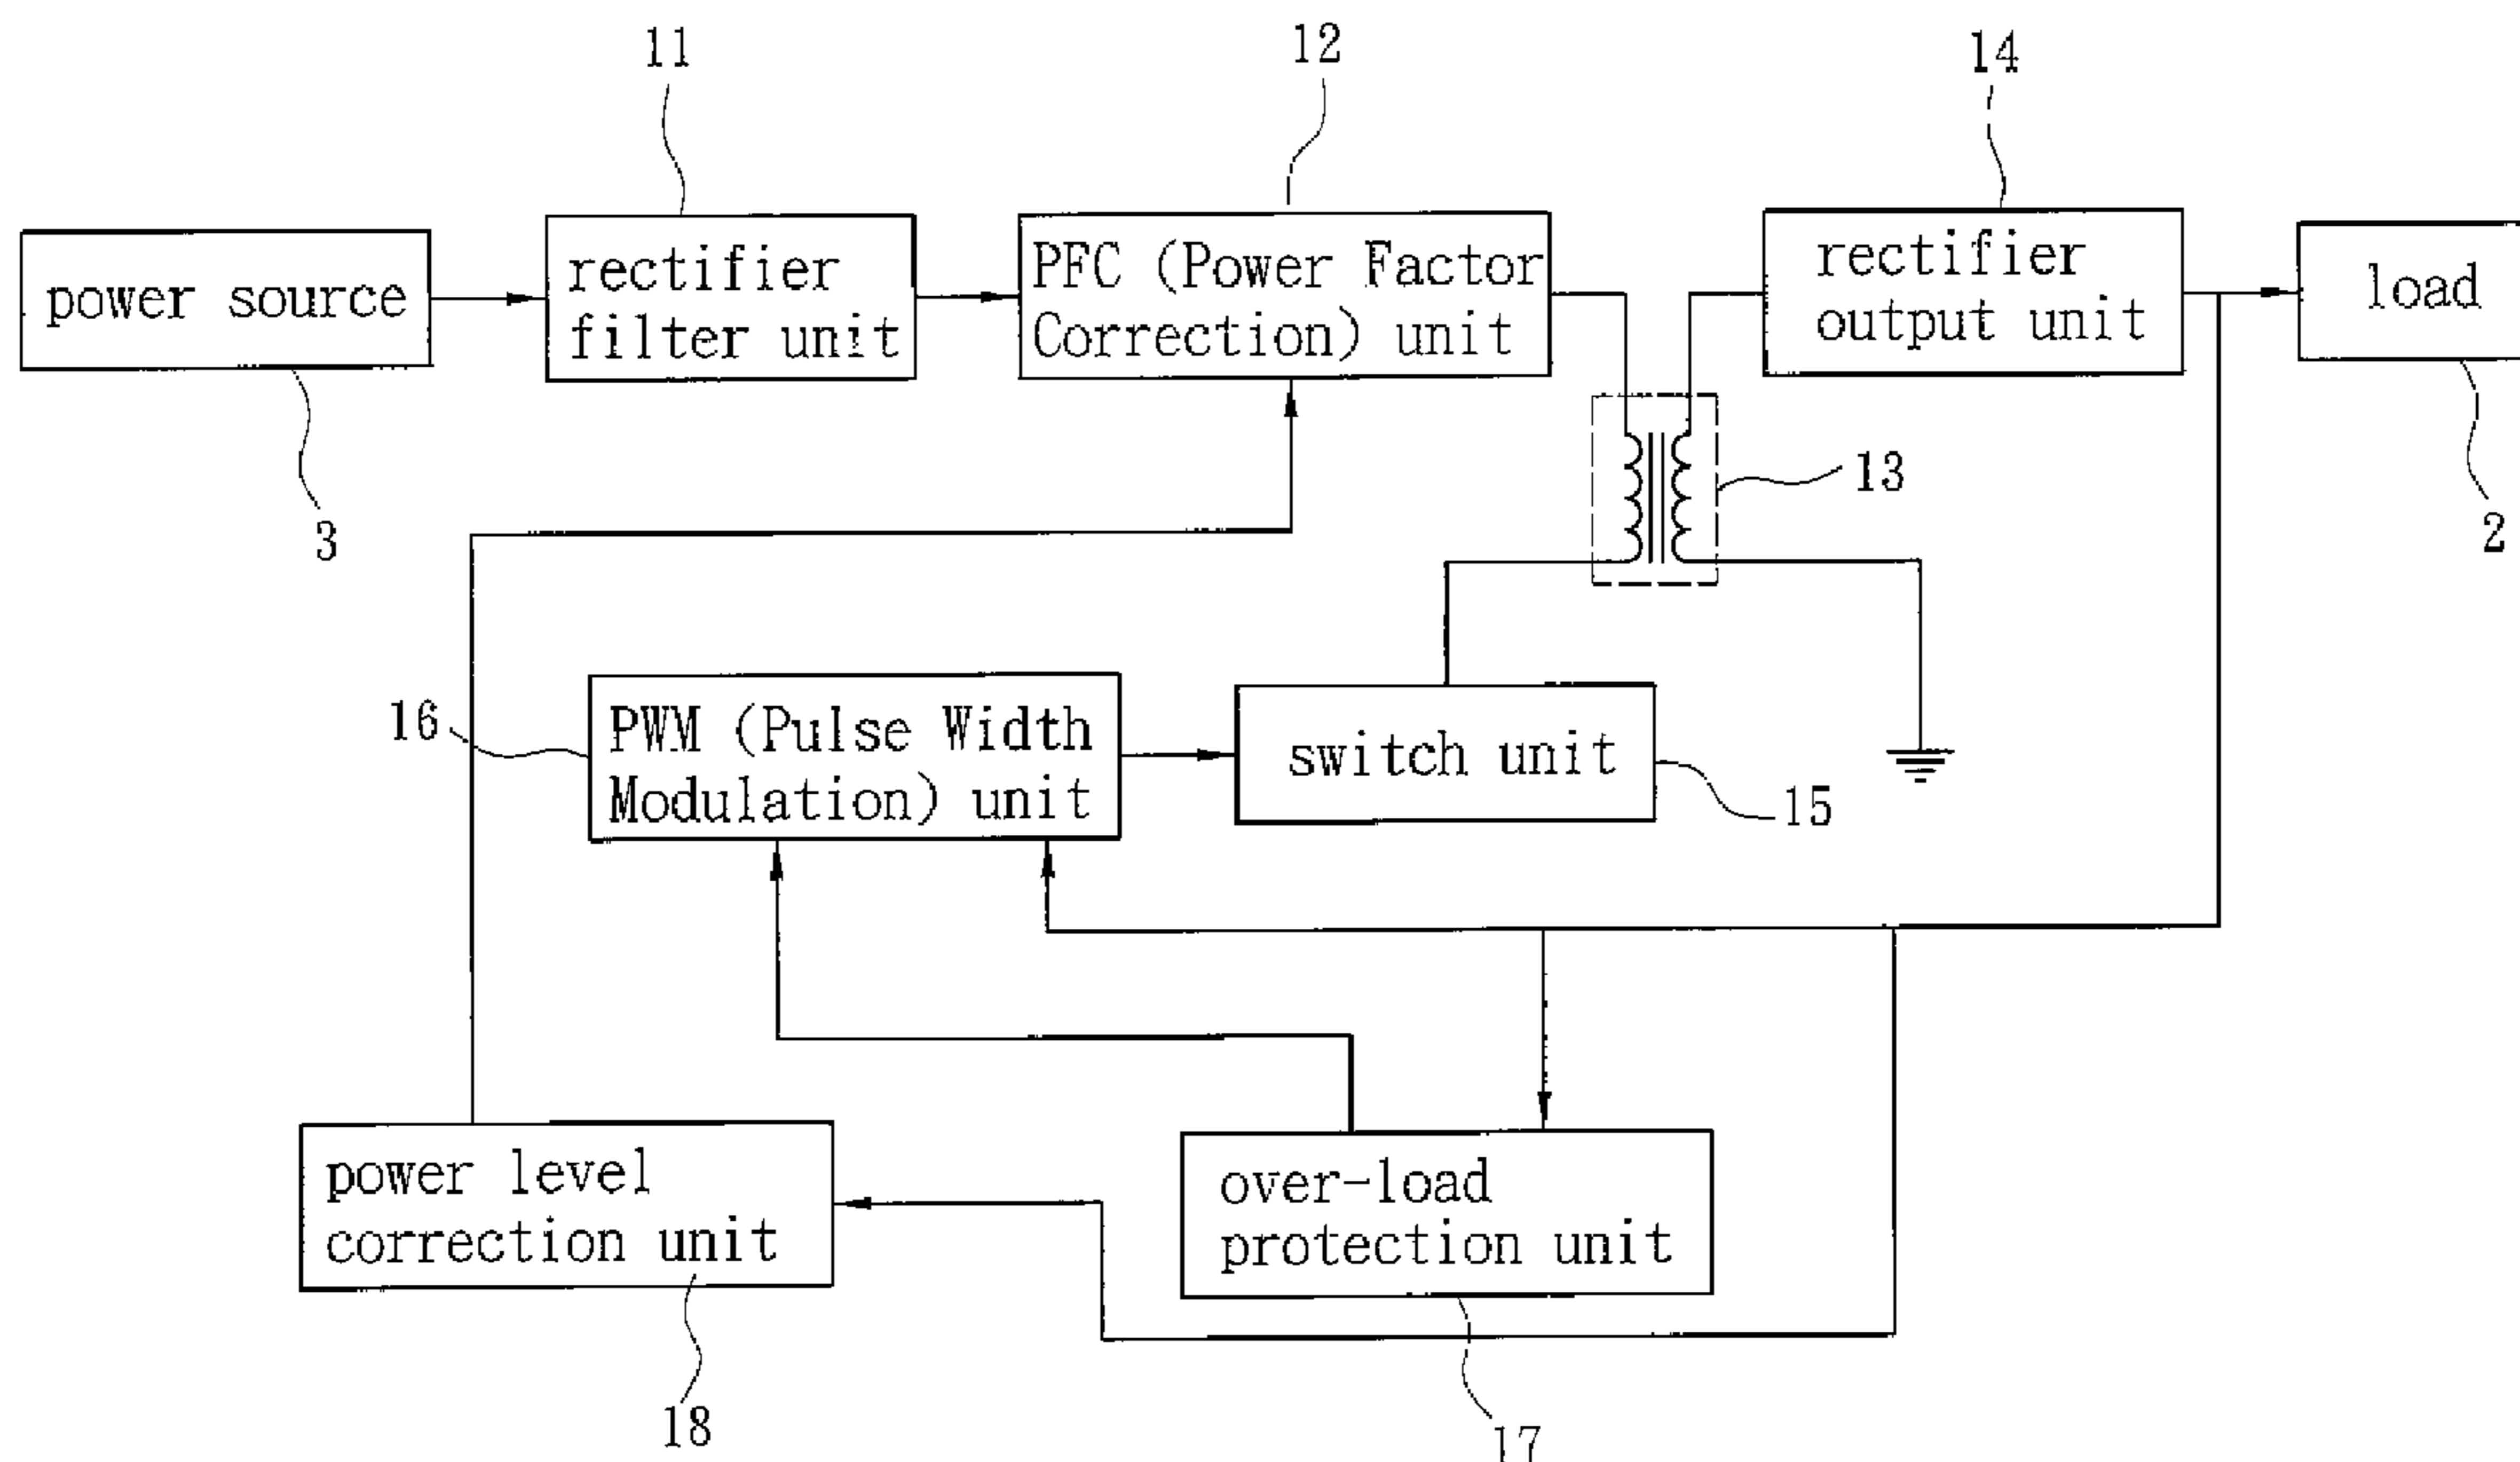 11
12
14
power source
rectifier
filter unit
PFC (Power Factor
Correction) unit
rectifier
output unit
load
13
3
2
16
PWM (Pulse Width
Modulation) unit
switch unit
15
power level
correction unit
over-load
protection unit
18
17